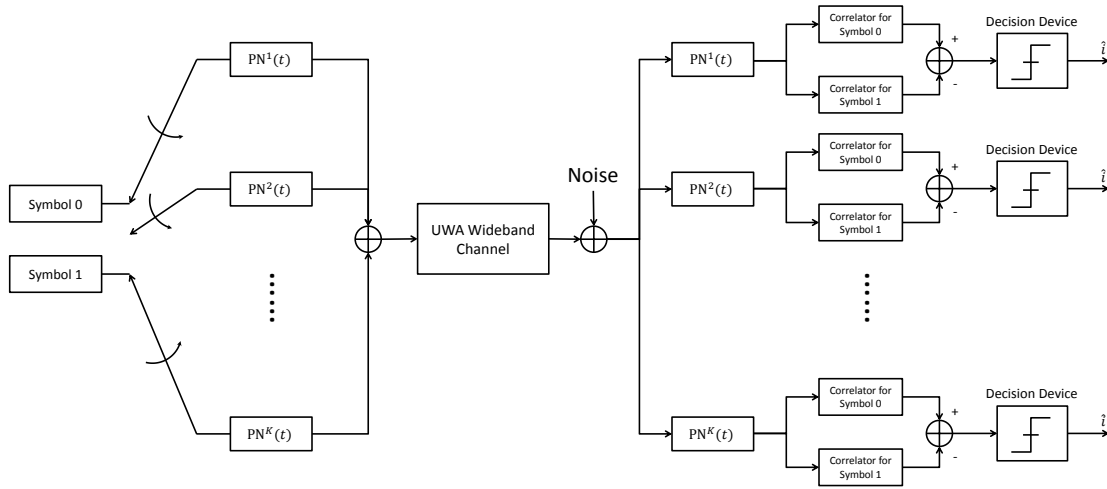 Symbol 0
Symbol 1
PN¹(t)
PN²(t)
PNᴷ(t)
UWA Wideband
Channel
Noise
PN¹(t)
Correlator for
Symbol 0
Correlator for
Symbol 1
+
-
Decision Device
î
PN²(t)
Correlator for
Symbol 0
Correlator for
Symbol 1
+
-
Decision Device
î
PNᴷ(t)
Correlator for
Symbol 0
Correlator for
Symbol 1
+
-
Decision Device
î